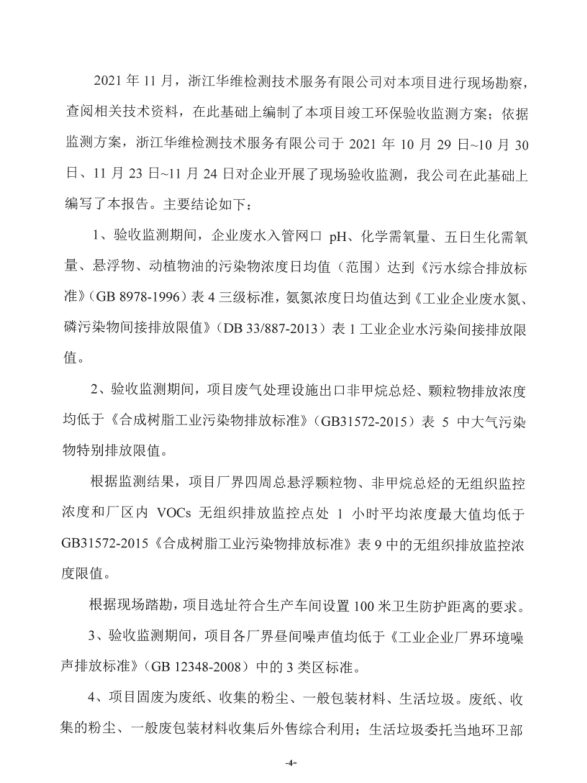 2021 年 11 月，浙江华维检测技术服务有限公司对本项目进行现场勘察，
查阅相关技术资料，在此基础上编制了本项目竣工环保验收监测方案；依据
监测方案，浙江华维检测技术服务有限公司于 2021 年 10 月 29 日~10 月 30
日、11 月 23 日~11 月 24 日对企业开展了现场验收监测，我公司在此基础上
编写了本报告。主要结论如下：
1、验收监测期间，企业废水入管网口 pH、化学需氧量、五日生化需氧
量、悬浮物、动植物油的污染物浓度日均值（范围）达到《污水综合排放标
准》（GB 8978-1996）表 4 三级标准，氨氮浓度日均值达到《工业企业废水氮、
磷污染物间接排放限值》（DB 33/887-2013）表 1 工业企业水污染间接排放限
值。
2、验收监测期间，项目废气处理设施出口非甲烷总烃、颗粒物排放浓度
均低于《合成树脂工业污染物排放标准》（GB31572-2015）表 5 中大气污染
物特别排放限值。
根据监测结果，项目厂界四周总悬浮颗粒物、非甲烷总烃的无组织监控
浓度和厂区内 VOCs 无组织排放监控点处 1 小时平均浓度最大值均低于
GB31572-2015《合成树脂工业污染物排放标准》表 9 中的无组织排放监控浓
度限值。
根据现场踏勘，项目选址符合生产车间设置 100 米卫生防护距离的要求。
3、验收监测期间，项目各厂界昼间噪声值均低于《工业企业厂界环境噪
声排放标准》（GB 12348-2008）中的 3 类区标准。
4、项目固废为废纸、收集的粉尘、一般包装材料、生活垃圾。废纸、收
集的粉尘、一般废包装材料收集后外售综合利用；生活垃圾委托当地环卫部
-4-